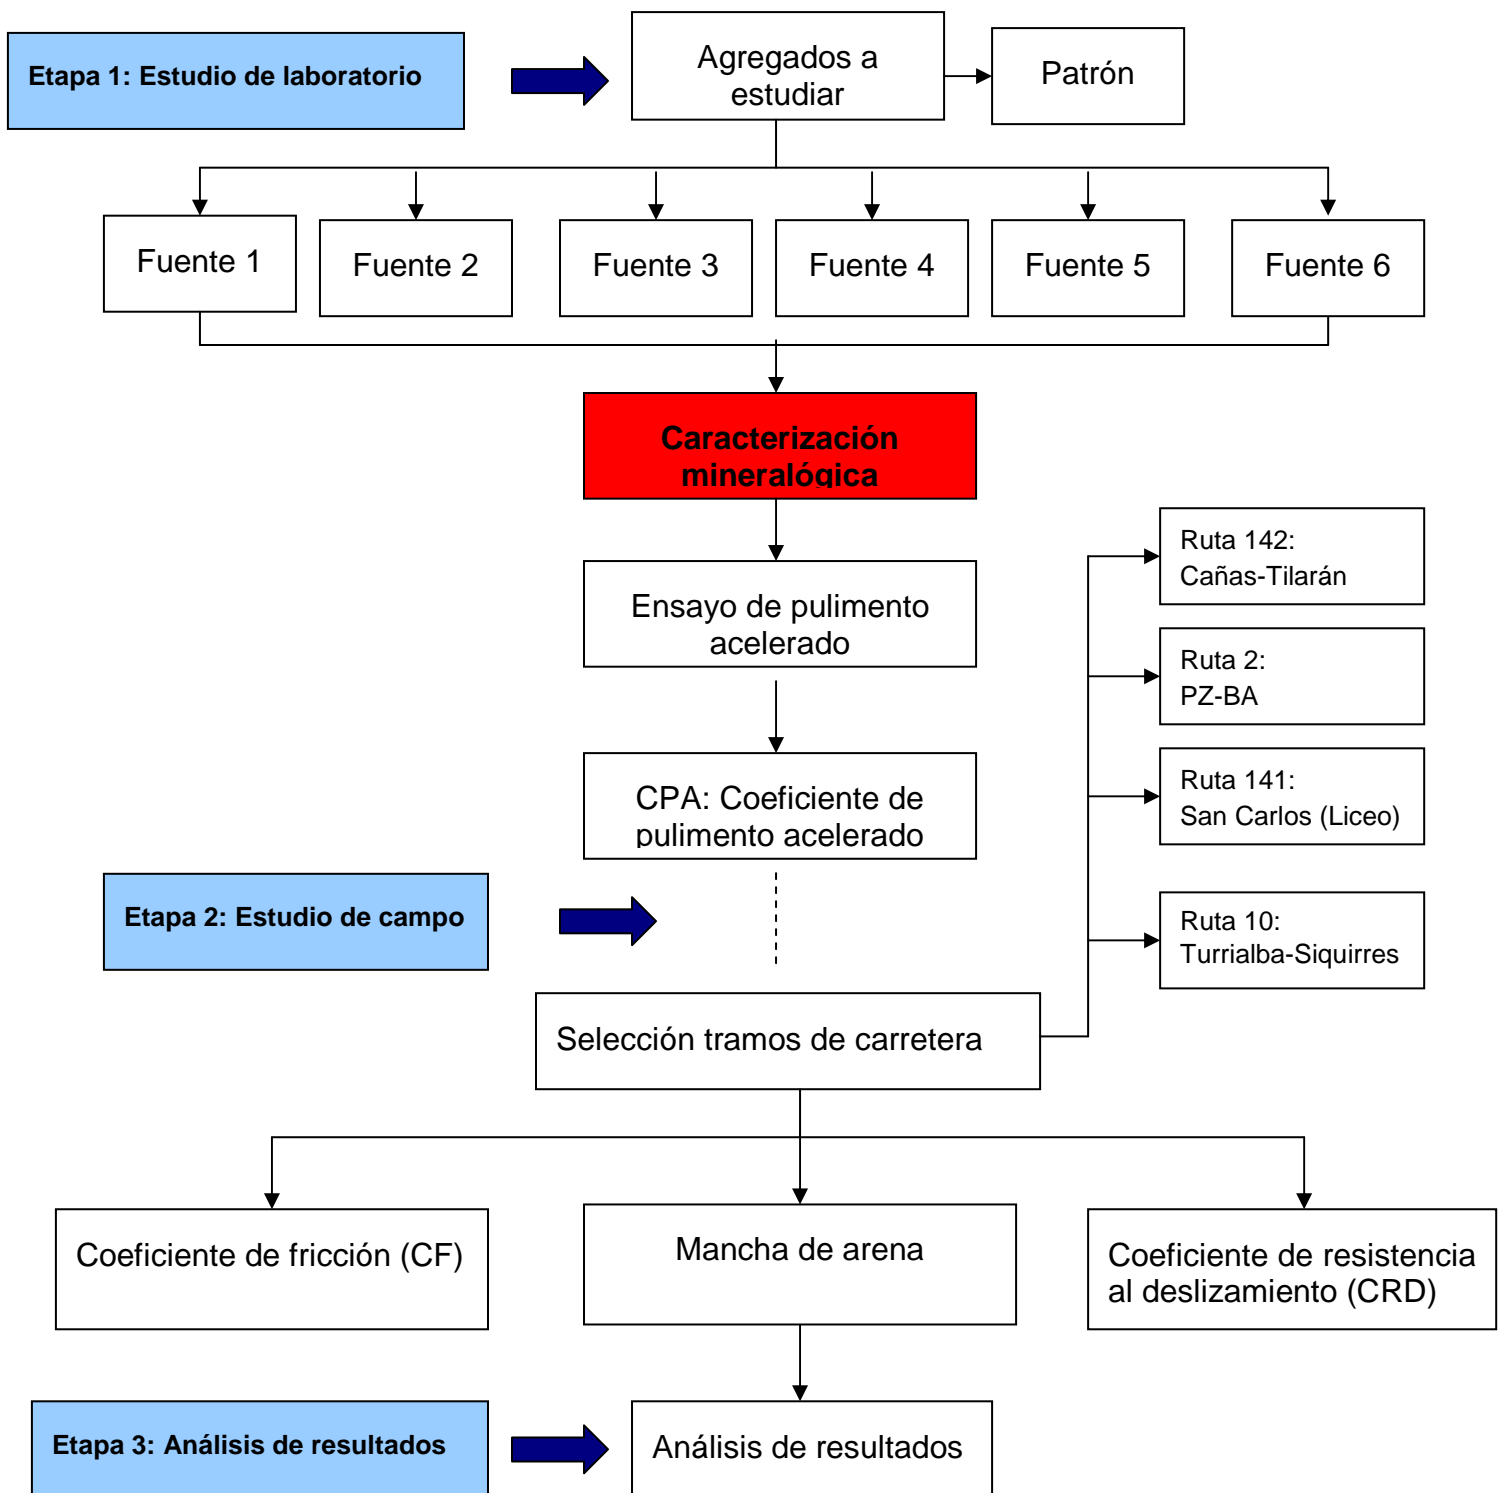 Etapa 1: Estudio de laboratorio
Agregados a
estudiar
Patrón
Fuente 1
Fuente 2
Fuente 3
Fuente 4
Fuente 5
Fuente 6
Caracterización
mineralógica
Ensayo de pulimento
acelerado
CPA: Coeficiente de
pulimento acelerado
Ruta 142:
Cañas-Tilarán
Ruta 2:
PZ-BA
Ruta 141:
San Carlos (Liceo)
Ruta 10:
Turrialba-Siquirres
Etapa 2: Estudio de campo
Selección tramos de carretera
Coeficiente de fricción (CF)
Mancha de arena
Coeficiente de resistencia
al deslizamiento (CRD)
Etapa 3: Análisis de resultados
Análisis de resultados